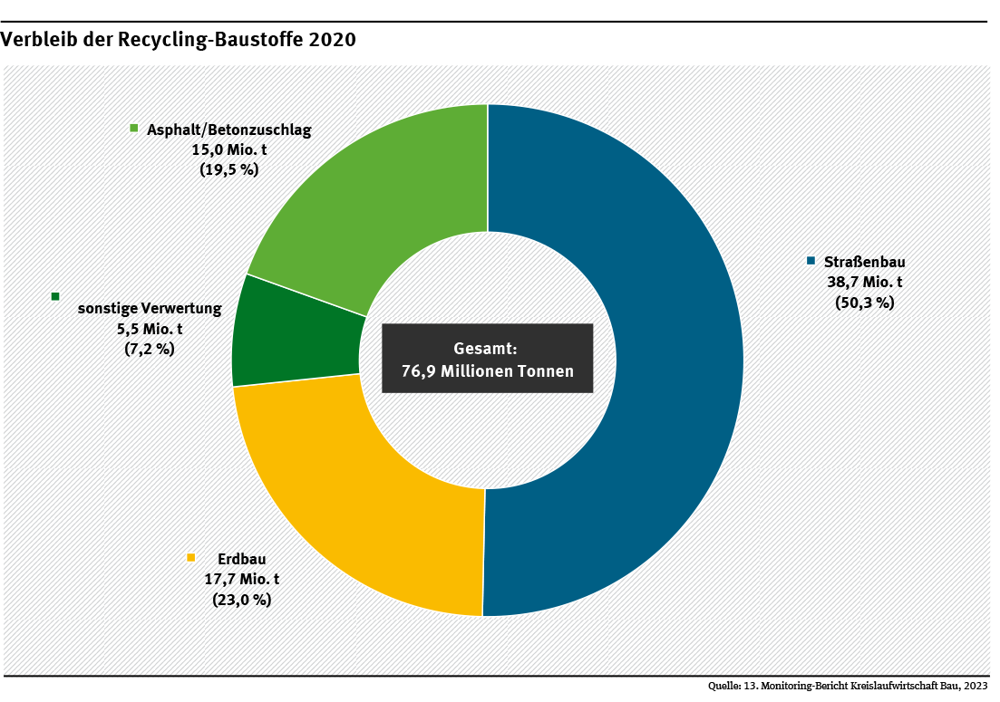 Verbleib der Recycling-Baustoffe 2020
Asphalt/Betonzuschlag
15,0 Mio. t
(19,5 %)
Straßenbau
38,7 Mio. t
(50,3 %)
sonstige Verwertung
5,5 Mio. t
(7,2 %)
Gesamt:
76,9 Millionen Tonnen
Erdbau
17,7 Mio. t
(23,0 %)
Quelle: 13. Monitoring-Bericht Kreislaufwirtschaft Bau, 2023